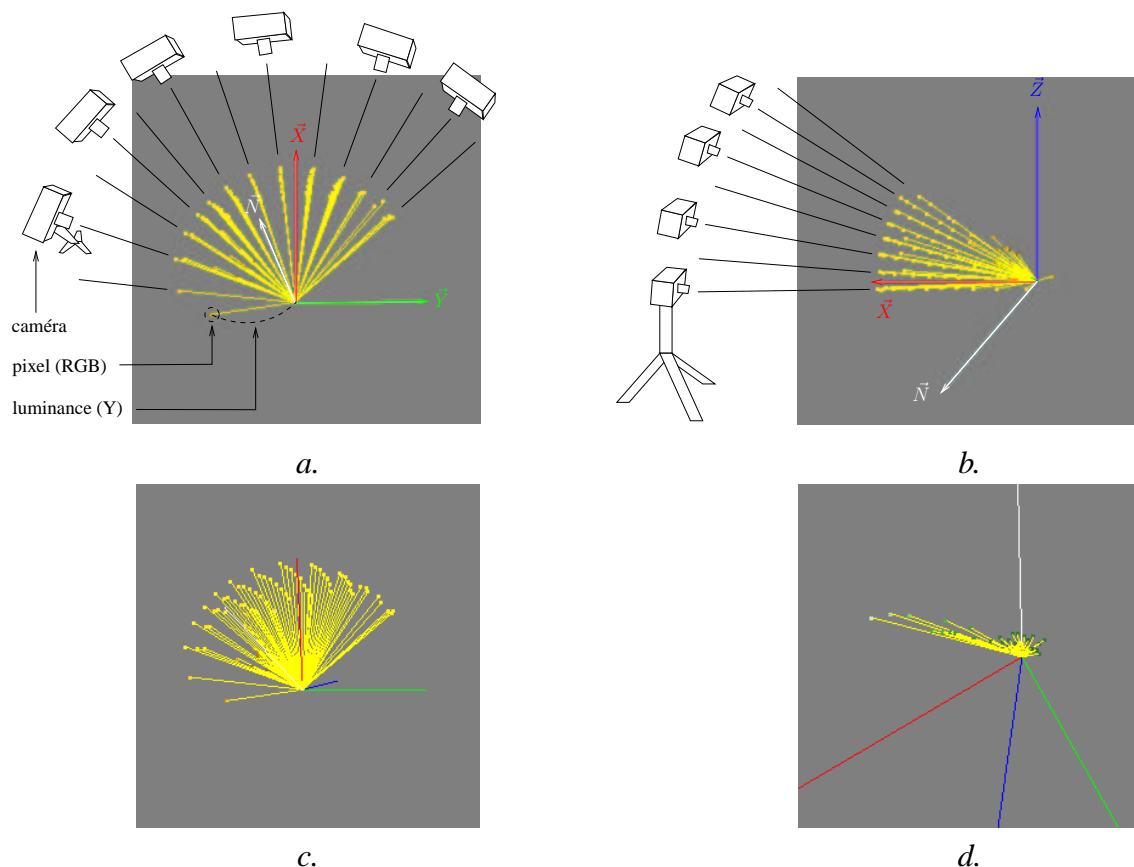 X⃗
N⃗
Y⃗
caméra
pixel (RGB)
luminance (Y)
a.
Z⃗
X⃗
N⃗
b.
c.
d.